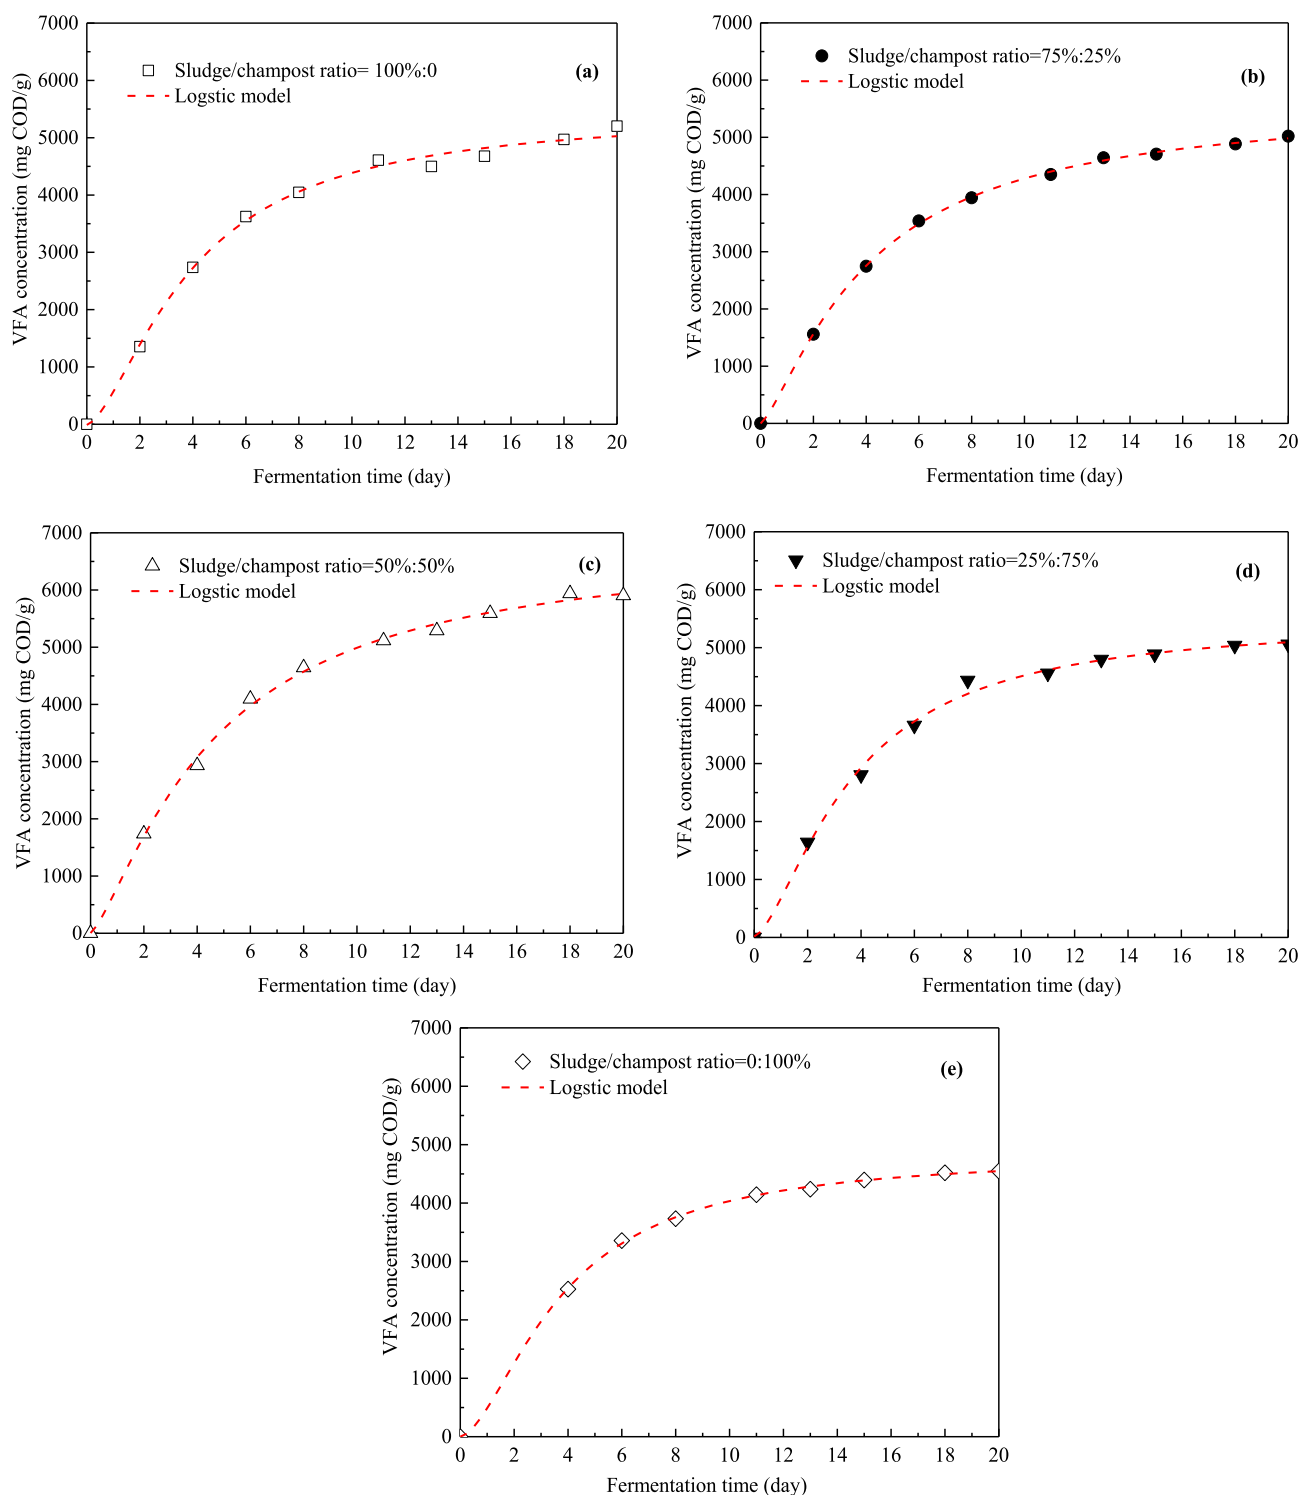 7000
6000
5000
4000
3000
2000
1000
0
VFA concentration (mg COD/g)
Sludge/champost ratio= 100%:0
Logstic model
(a)
0 2 4 6 8 10 12 14 16 18 20
Fermentation time (day)
7000
6000
5000
4000
3000
2000
1000
0
VFA concentration (mg COD/g)
Sludge/champost ratio=75%:25%
Logstic model
(b)
0 2 4 6 8 10 12 14 16 18 20
Fermentation time (day)
7000
6000
5000
4000
3000
2000
1000
0
VFA concentration (mg COD/g)
Sludge/champost ratio=50%:50%
Logstic model
(c)
0 2 4 6 8 10 12 14 16 18 20
Fermentation time (day)
7000
6000
5000
4000
3000
2000
1000
0
VFA concentration (mg COD/g)
Sludge/champost ratio=25%:75%
Logstic model
(d)
0 2 4 6 8 10 12 14 16 18 20
Fermentation time (day)
7000
6000
5000
4000
3000
2000
1000
0
VFA concentration (mg COD/g)
Sludge/champost ratio=0:100%
Logstic model
(e)
0 2 4 6 8 10 12 14 16 18 20
Fermentation time (day)